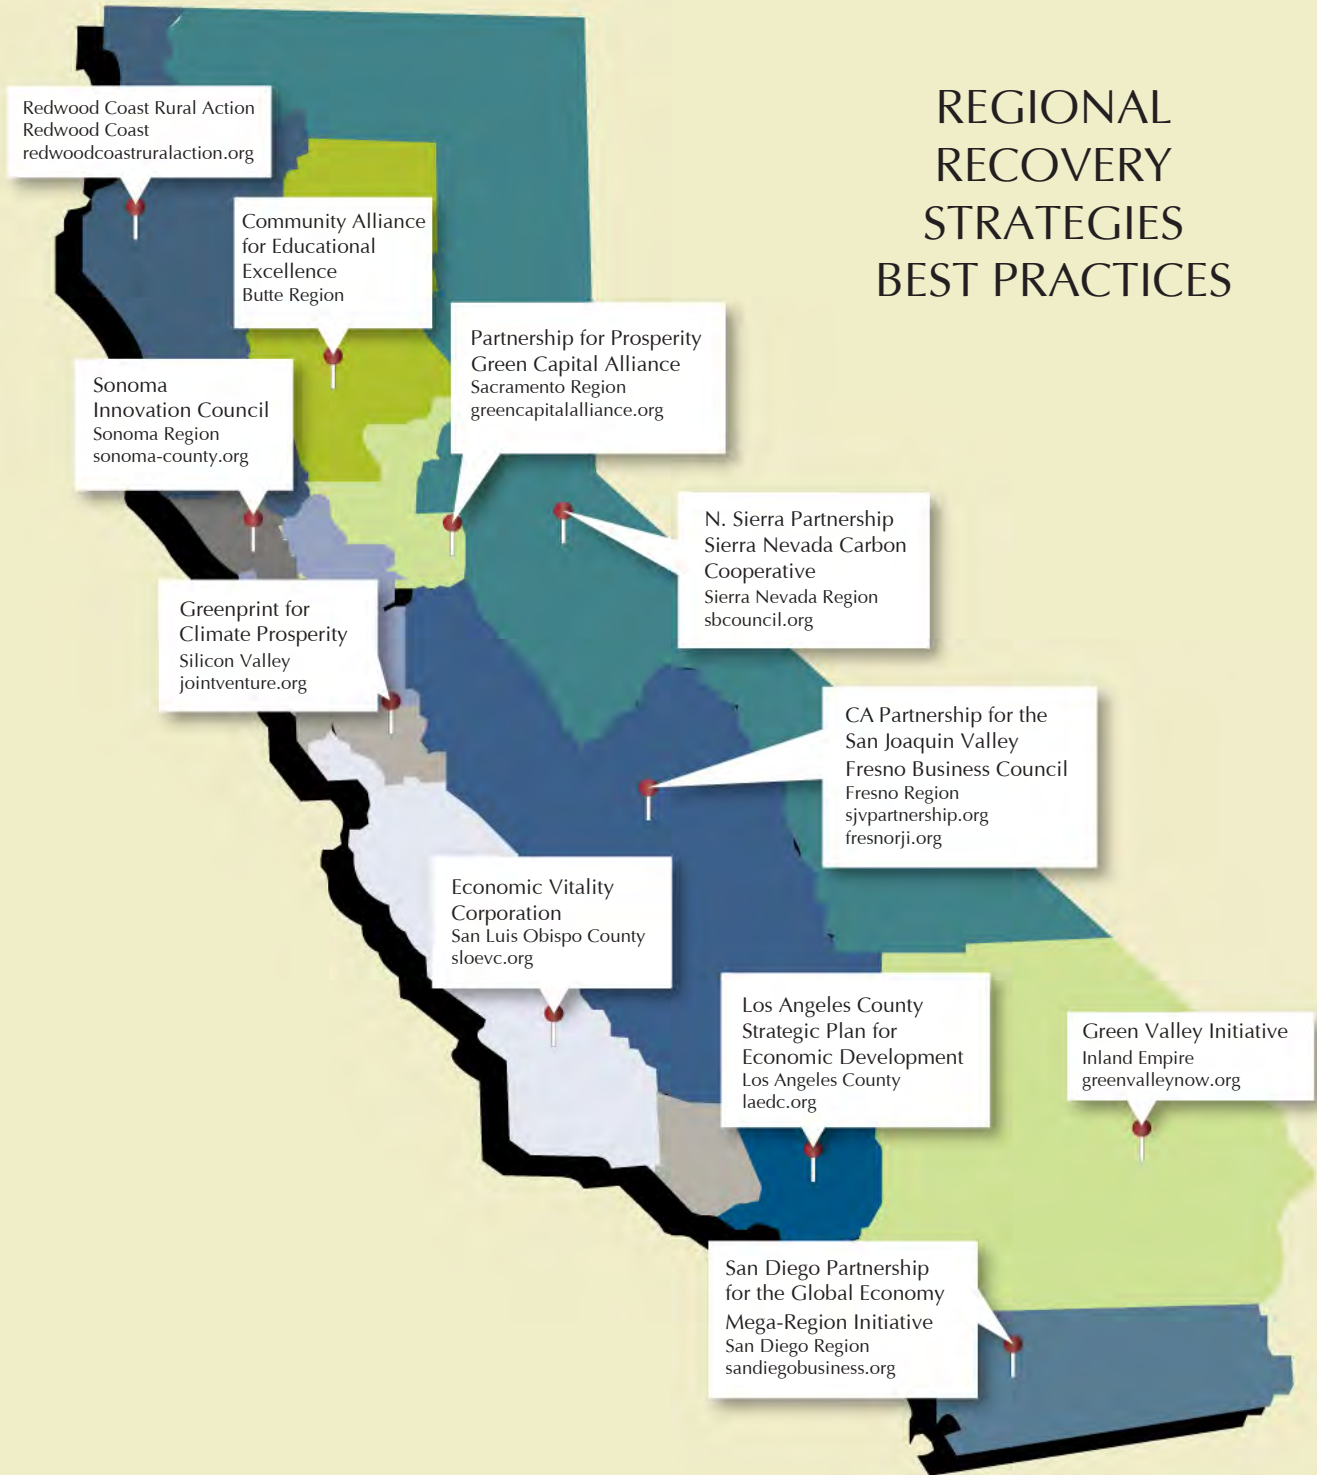 REGIONAL
RECOVERY
STRATEGIES
BEST PRACTICES
Redwood Coast Rural Action
Redwood Coast
redwoodcoastruralaction.org
Community Alliance
for Educational
Excellence
Butte Region
Partnership for Prosperity
Green Capital Alliance
Sacramento Region
greencapitalalliance.org
Sonoma
Innovation Council
Sonoma Region
sonoma-county.org
N. Sierra Partnership
Sierra Nevada Carbon
Cooperative
Sierra Nevada Region
sbcouncil.org
Greenprint for
Climate Prosperity
Silicon Valley
jointventure.org
CA Partnership for the
San Joaquin Valley
Fresno Business Council
Fresno Region
sjvpartnership.org
fresnorji.org
Economic Vitality
Corporation
San Luis Obispo County
sloevc.org
Los Angeles County
Strategic Plan for
Economic Development
Los Angeles County
laedc.org
Green Valley Initiative
Inland Empire
greenvalleynow.org
San Diego Partnership
for the Global Economy
Mega-Region Initiative
San Diego Region
sandiegobusiness.org